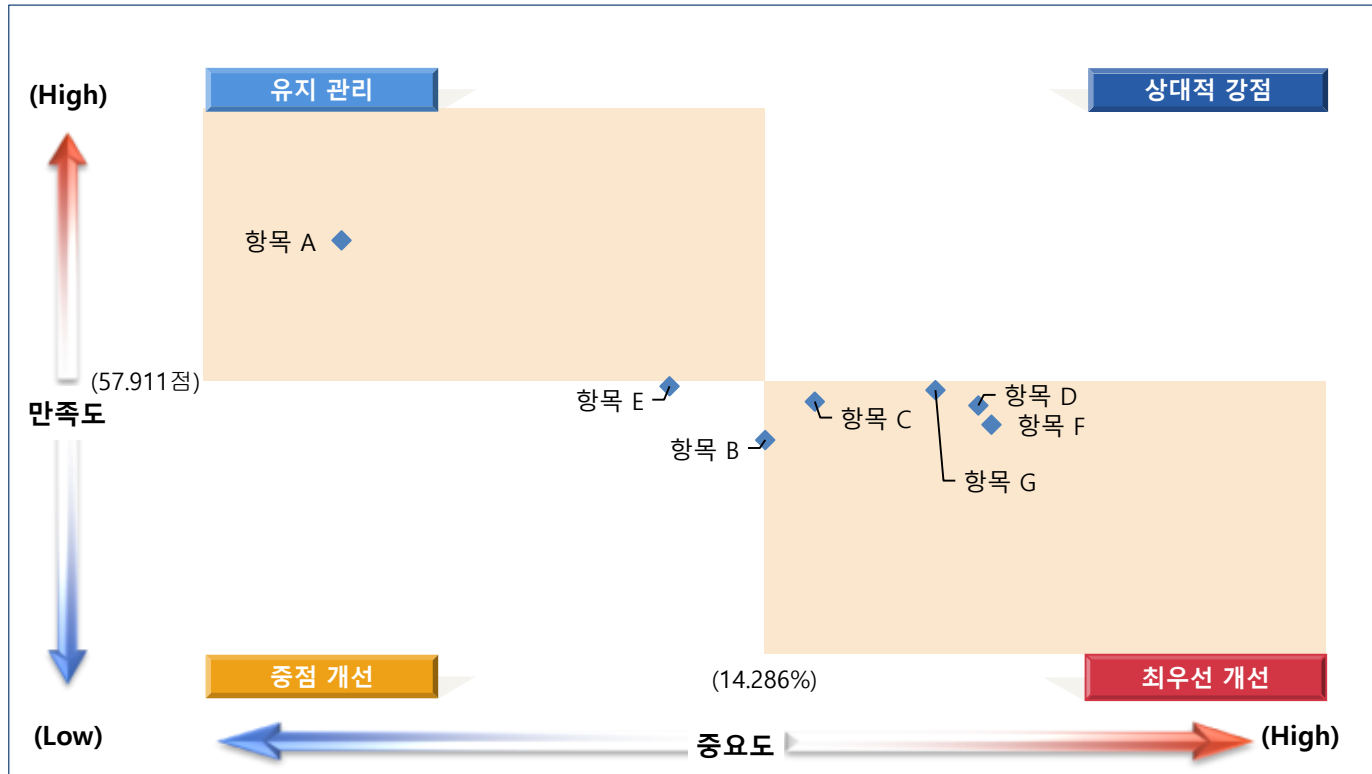 (High)
유지 관리
상대적 강점
항목 A
(57.911점)
만족도
항목 E
항목 D
항목 C
항목 F
항목 B
항목 G
중점 개선
(14.286%)
최우선 개선
(Low)
중요도
(High)